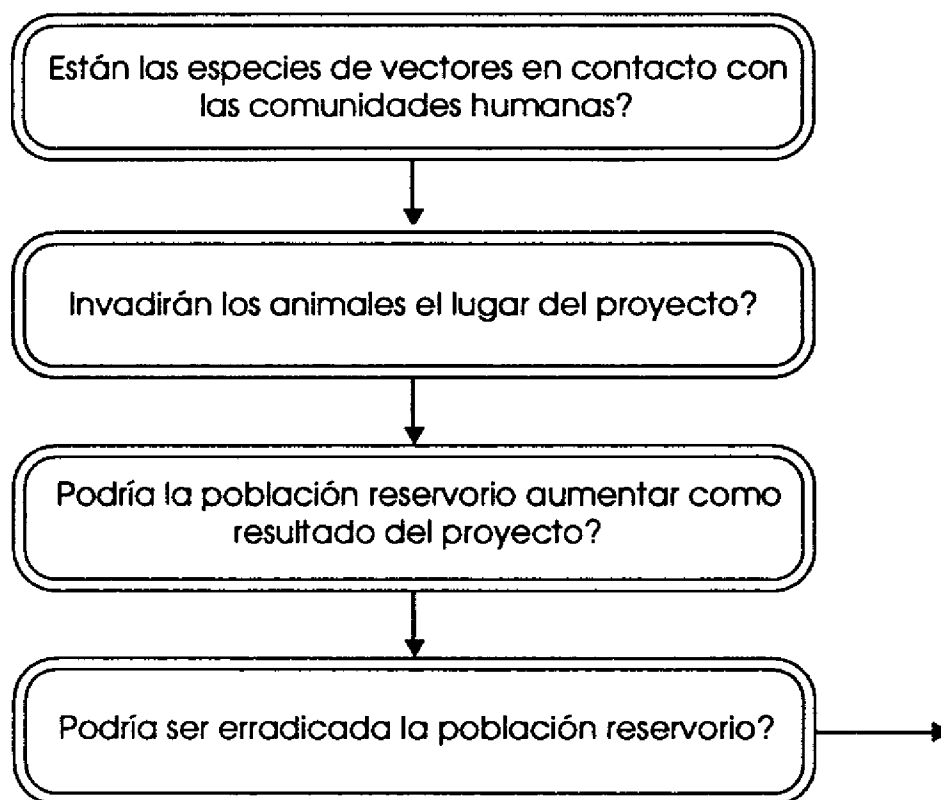 Están las especies de vectores en contacto con
las comunidades humanas?
Invadirán los animales el lugar del proyecto?
Podría la población reservorio aumentar como
resultado del proyecto?
Podría ser erradicada la población reservorio?